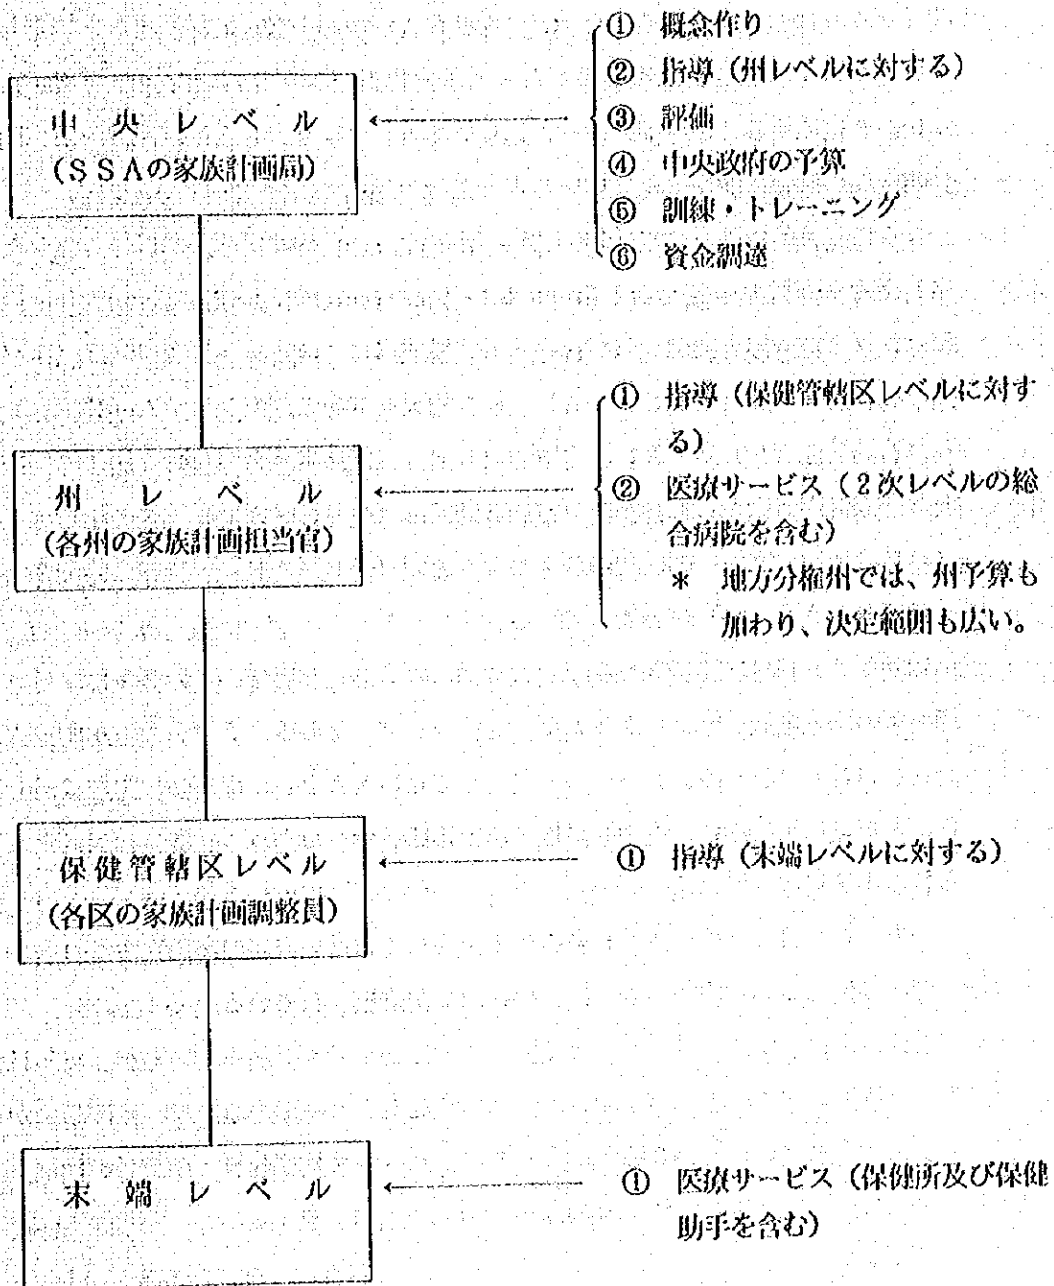 中央レベル
(SSAの家族計画局)
① 概念作り
② 指導(州レベルに対する)
③ 評価
④ 中央政府の予算
⑤ 訓練・トレーニング
⑥ 資金調達
州レベル
(各州の家族計画担当官)
① 指導(保健管轄区レベルに対す
る)
② 医療サービス(2次レベルの総
合病院を含む)
* 地方分権州では、州予算も
加わり、決定範囲も広い。
保健管轄区レベル
(各区の家族計画調整員)
① 指導(末端レベルに対する)
末端レベル
① 医療サービス(保健所及び保健
助手を含む)